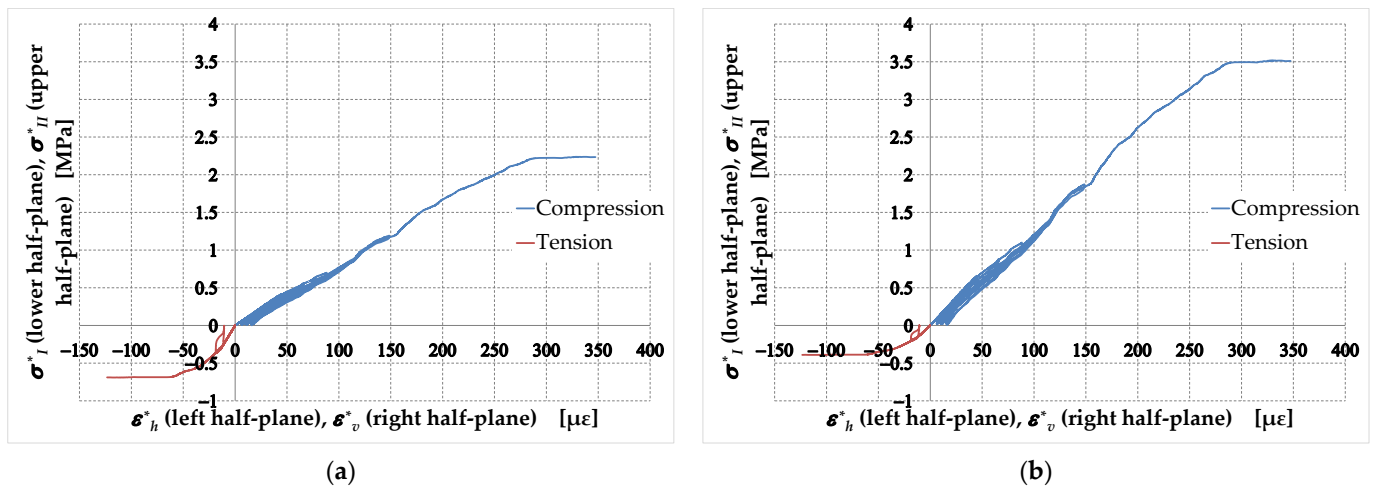 4
3.5
3
2.5
2
1.5
1
0.5
0
−0.5
−1
−150 −100 −50 0 50 100 150 200 250 300 350 400
σ*I (lower half-plane), σ*II (upper
half-plane) [MPa]
Compression
Tension
ε*h (left half-plane), ε*v (right half-plane) [με]
(a)
4
3.5
3
2.5
2
1.5
1
0.5
0
−0.5
−1
−150 −100 −50 0 50 100 150 200 250 300 350 400
σ*I (lower half-plane), σ*II (upper
half-plane) [MPa]
Compression
Tension
ε*h (left half-plane), ε*v (right half-plane) [με]
(b)